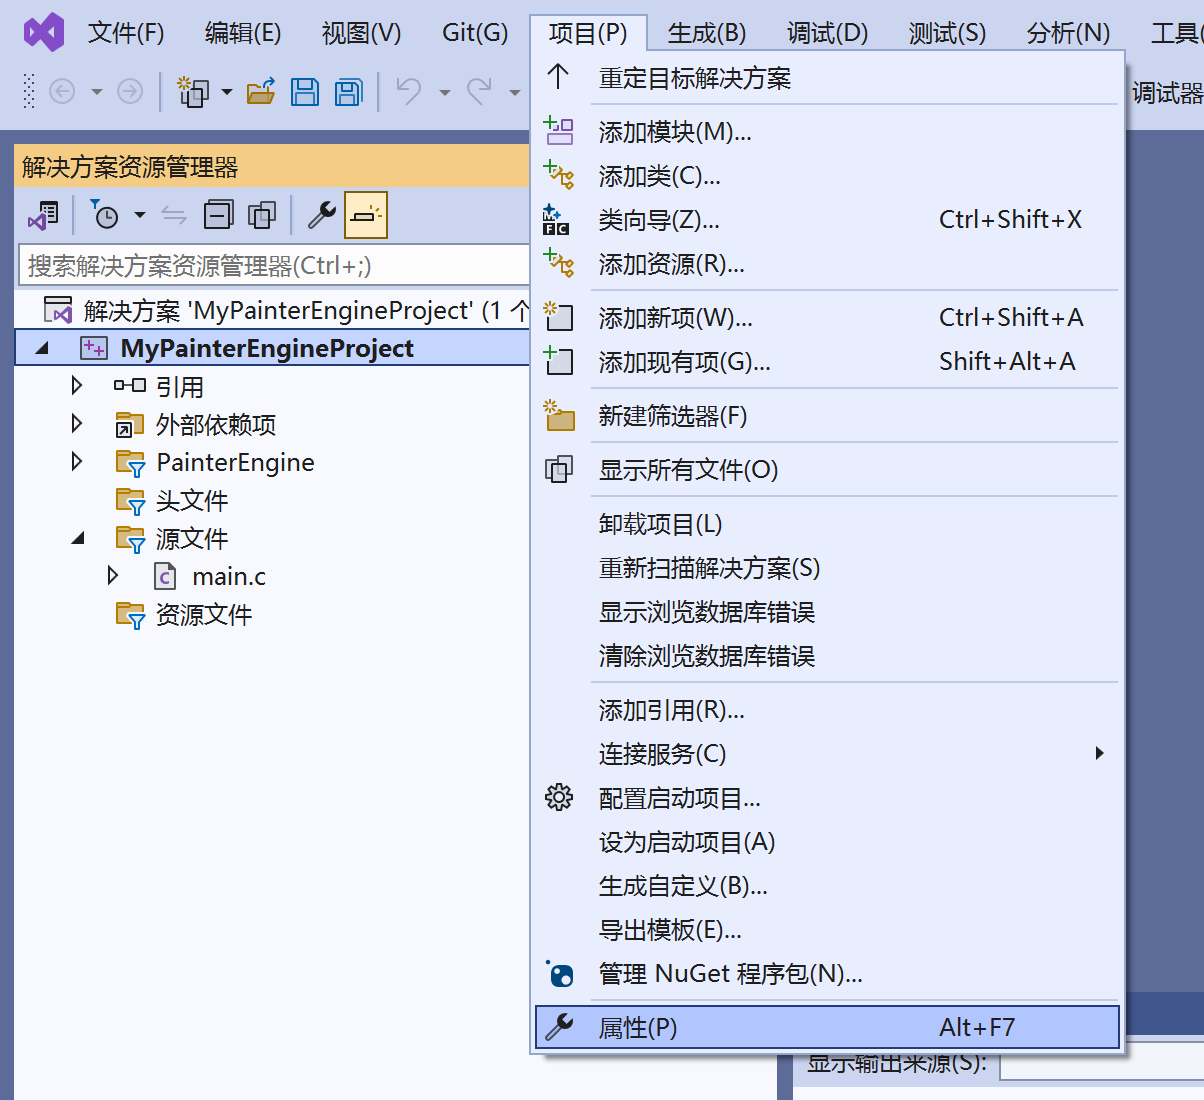 文件(F) 编辑(E) 视图(V) Git(G) 项目(P) 生成(B) 调试(D) 测试(S) 分析(N) 工具(
调试器
解决方案资源管理器
搜索解决方案资源管理器(Ctrl+;)
解决方案 'MyPainterEngineProject' (1 个
MyPainterEngineProject
引用
外部依赖项
PainterEngine
头文件
源文件
main.c
资源文件
重定目标解决方案
添加模块(M)...
添加类(C)...
类向导(Z)... Ctrl+Shift+X
添加资源(R)...
添加新项(W)... Ctrl+Shift+A
添加现有项(G)... Shift+Alt+A
新建筛选器(F)
显示所有文件(O)
卸载项目(L)
重新扫描解决方案(S)
显示浏览数据库错误
清除浏览数据库错误
添加引用(R)...
连接服务(C)
配置启动项目...
设为启动项目(A)
生成自定义(B)...
导出模板(E)...
管理 NuGet 程序包(N)...
属性(P) Alt+F7
显示输出来源(S):